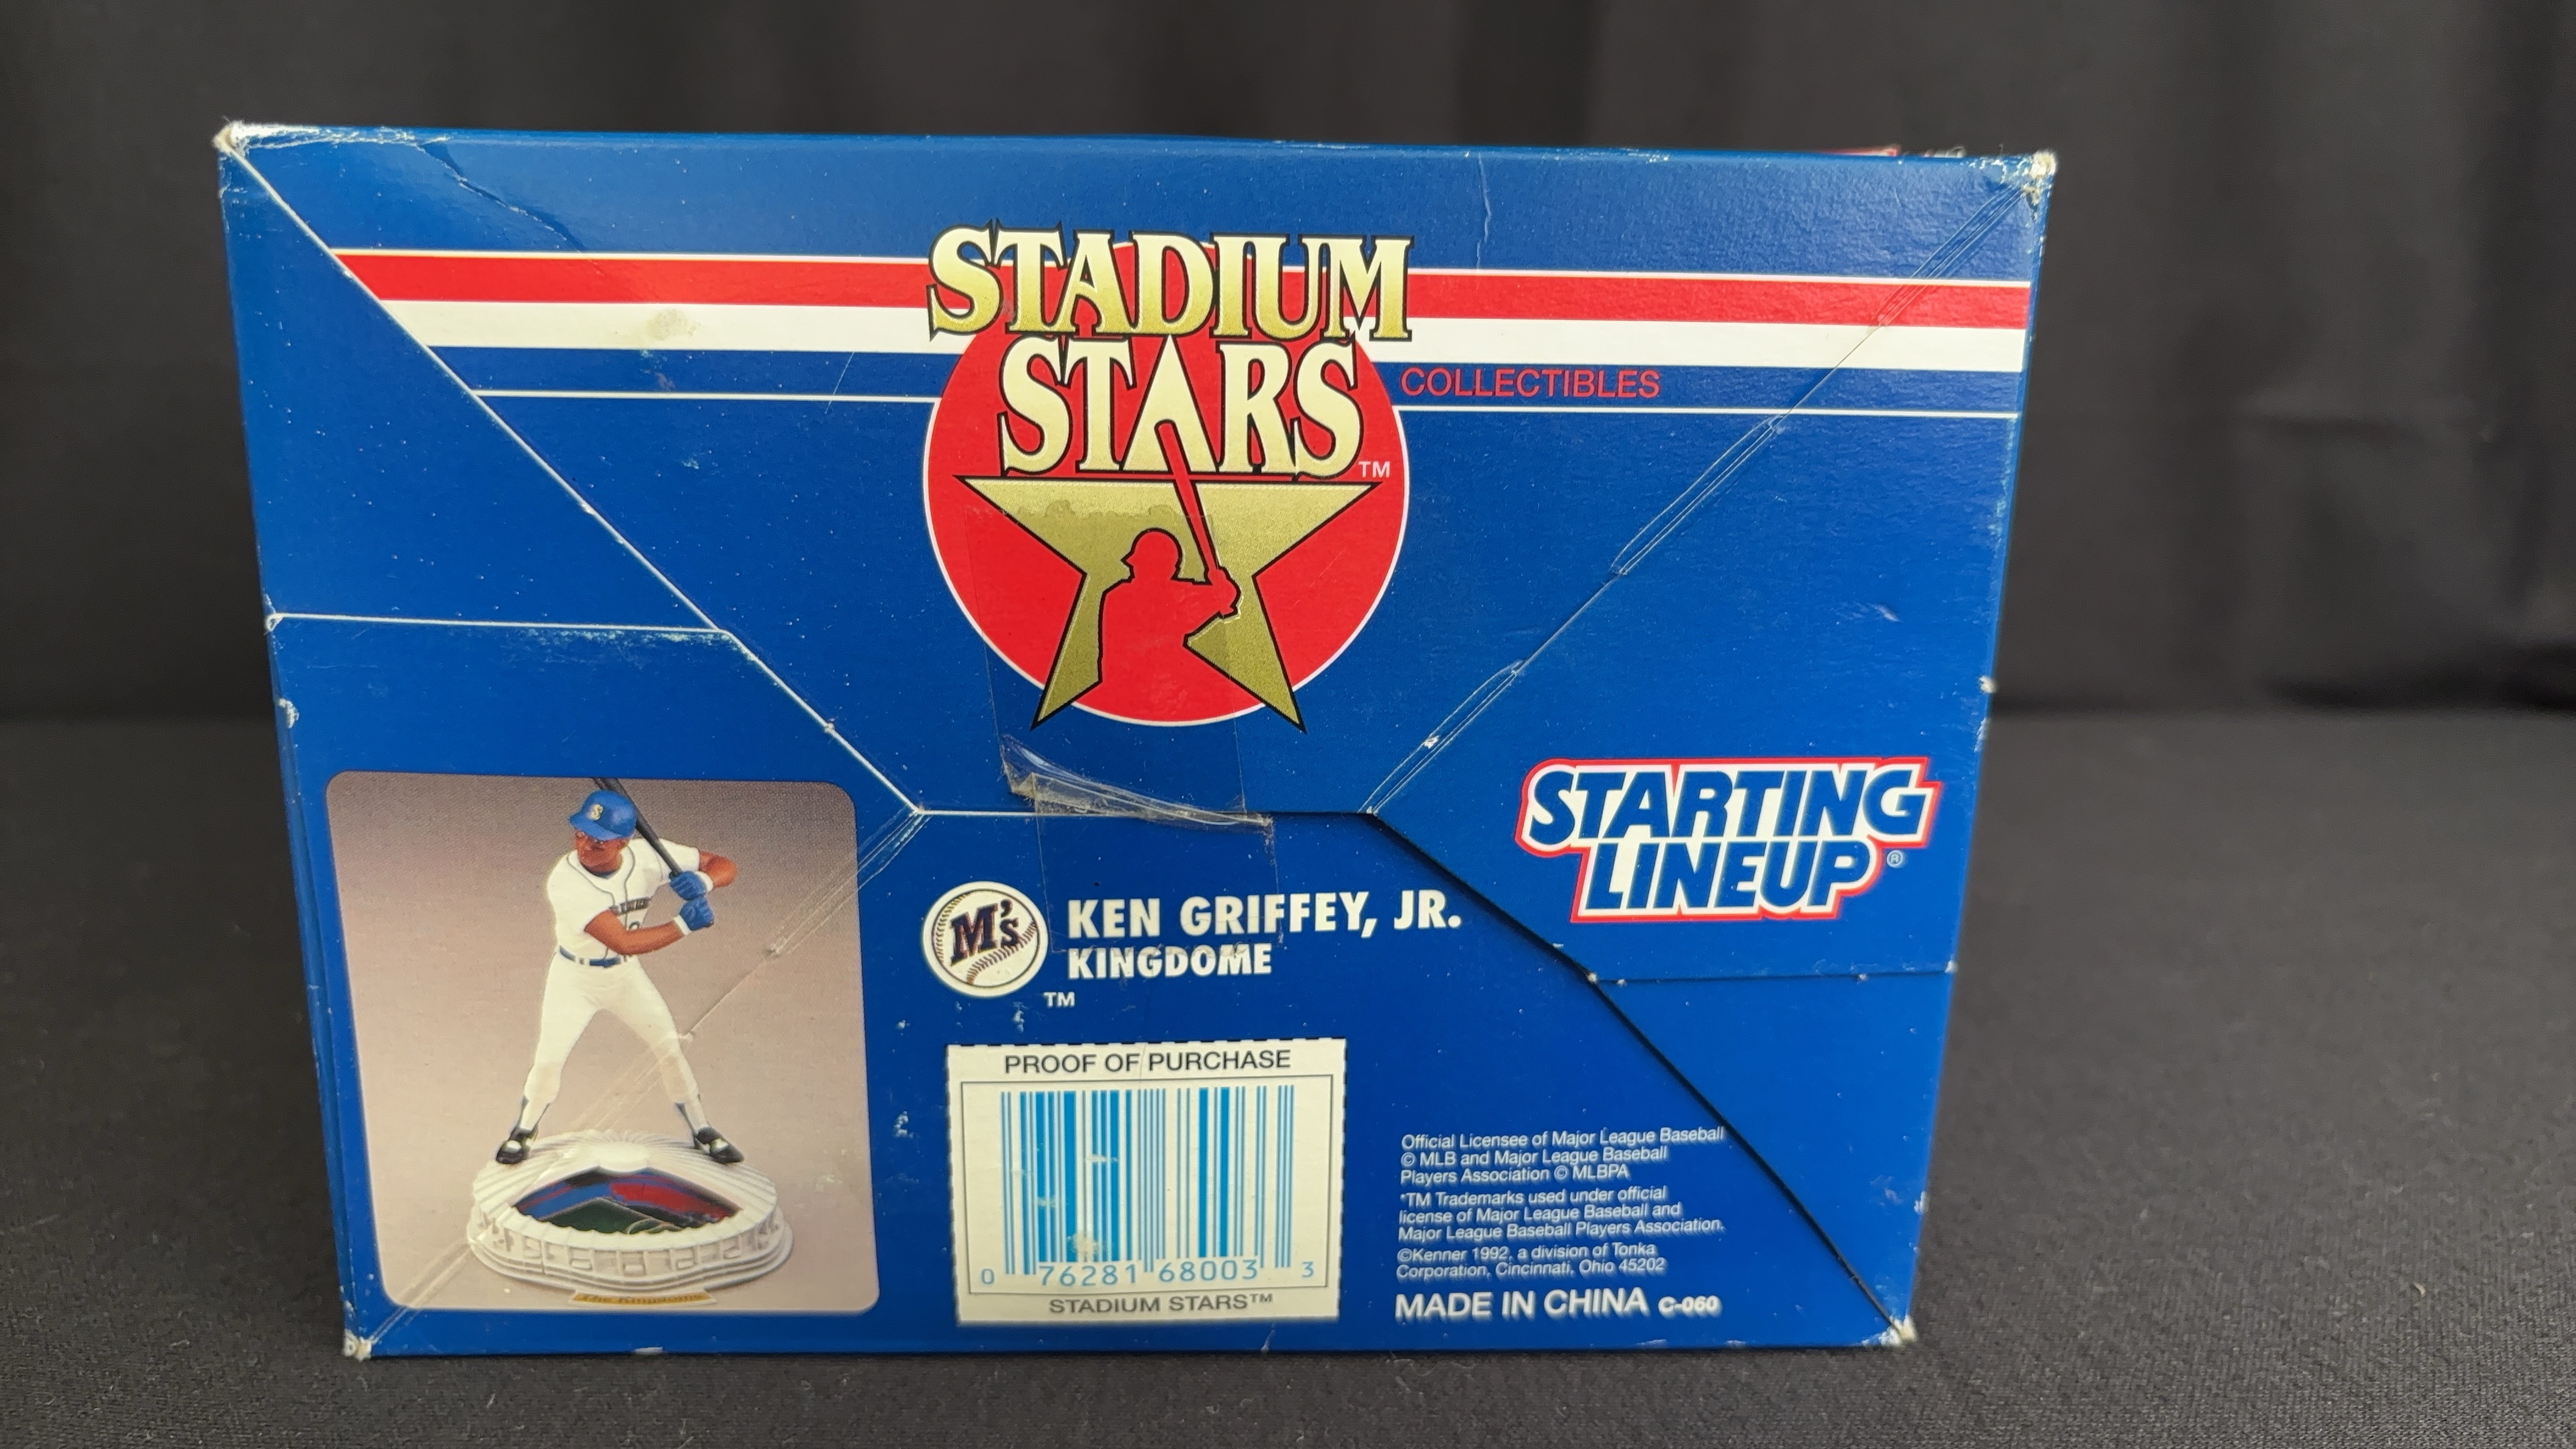 STADIUM
STARS™
COLLECTIBLES
STARTING
LINEUP®
S
M's
™
KEN GRIFFEY, JR.
KINGDOME
PROOF OF PURCHASE
0 76281 68003 3
STADIUM STARS™
Official Licensee of Major League Baseball
© MLB and Major League Baseball
Players Association © MLBPA
*TM Trademarks used under official
license of Major League Baseball and
Major League Baseball Players Association.
©Kenner 1992, a division of Tonka
Corporation, Cincinnati, Ohio 45202
MADE IN CHINA C-060